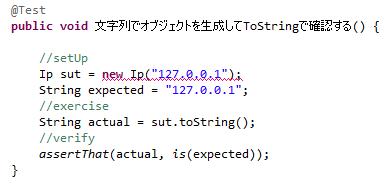 @Test
public void 文字列でオブジェクトを生成してToStringで確認する() {
//setUp
Ip sut = new Ip("127.0.0.1");
String expected = "127.0.0.1";
//exercise
String actual = sut.toString();
//verify
assertThat(actual, is(expected));
}